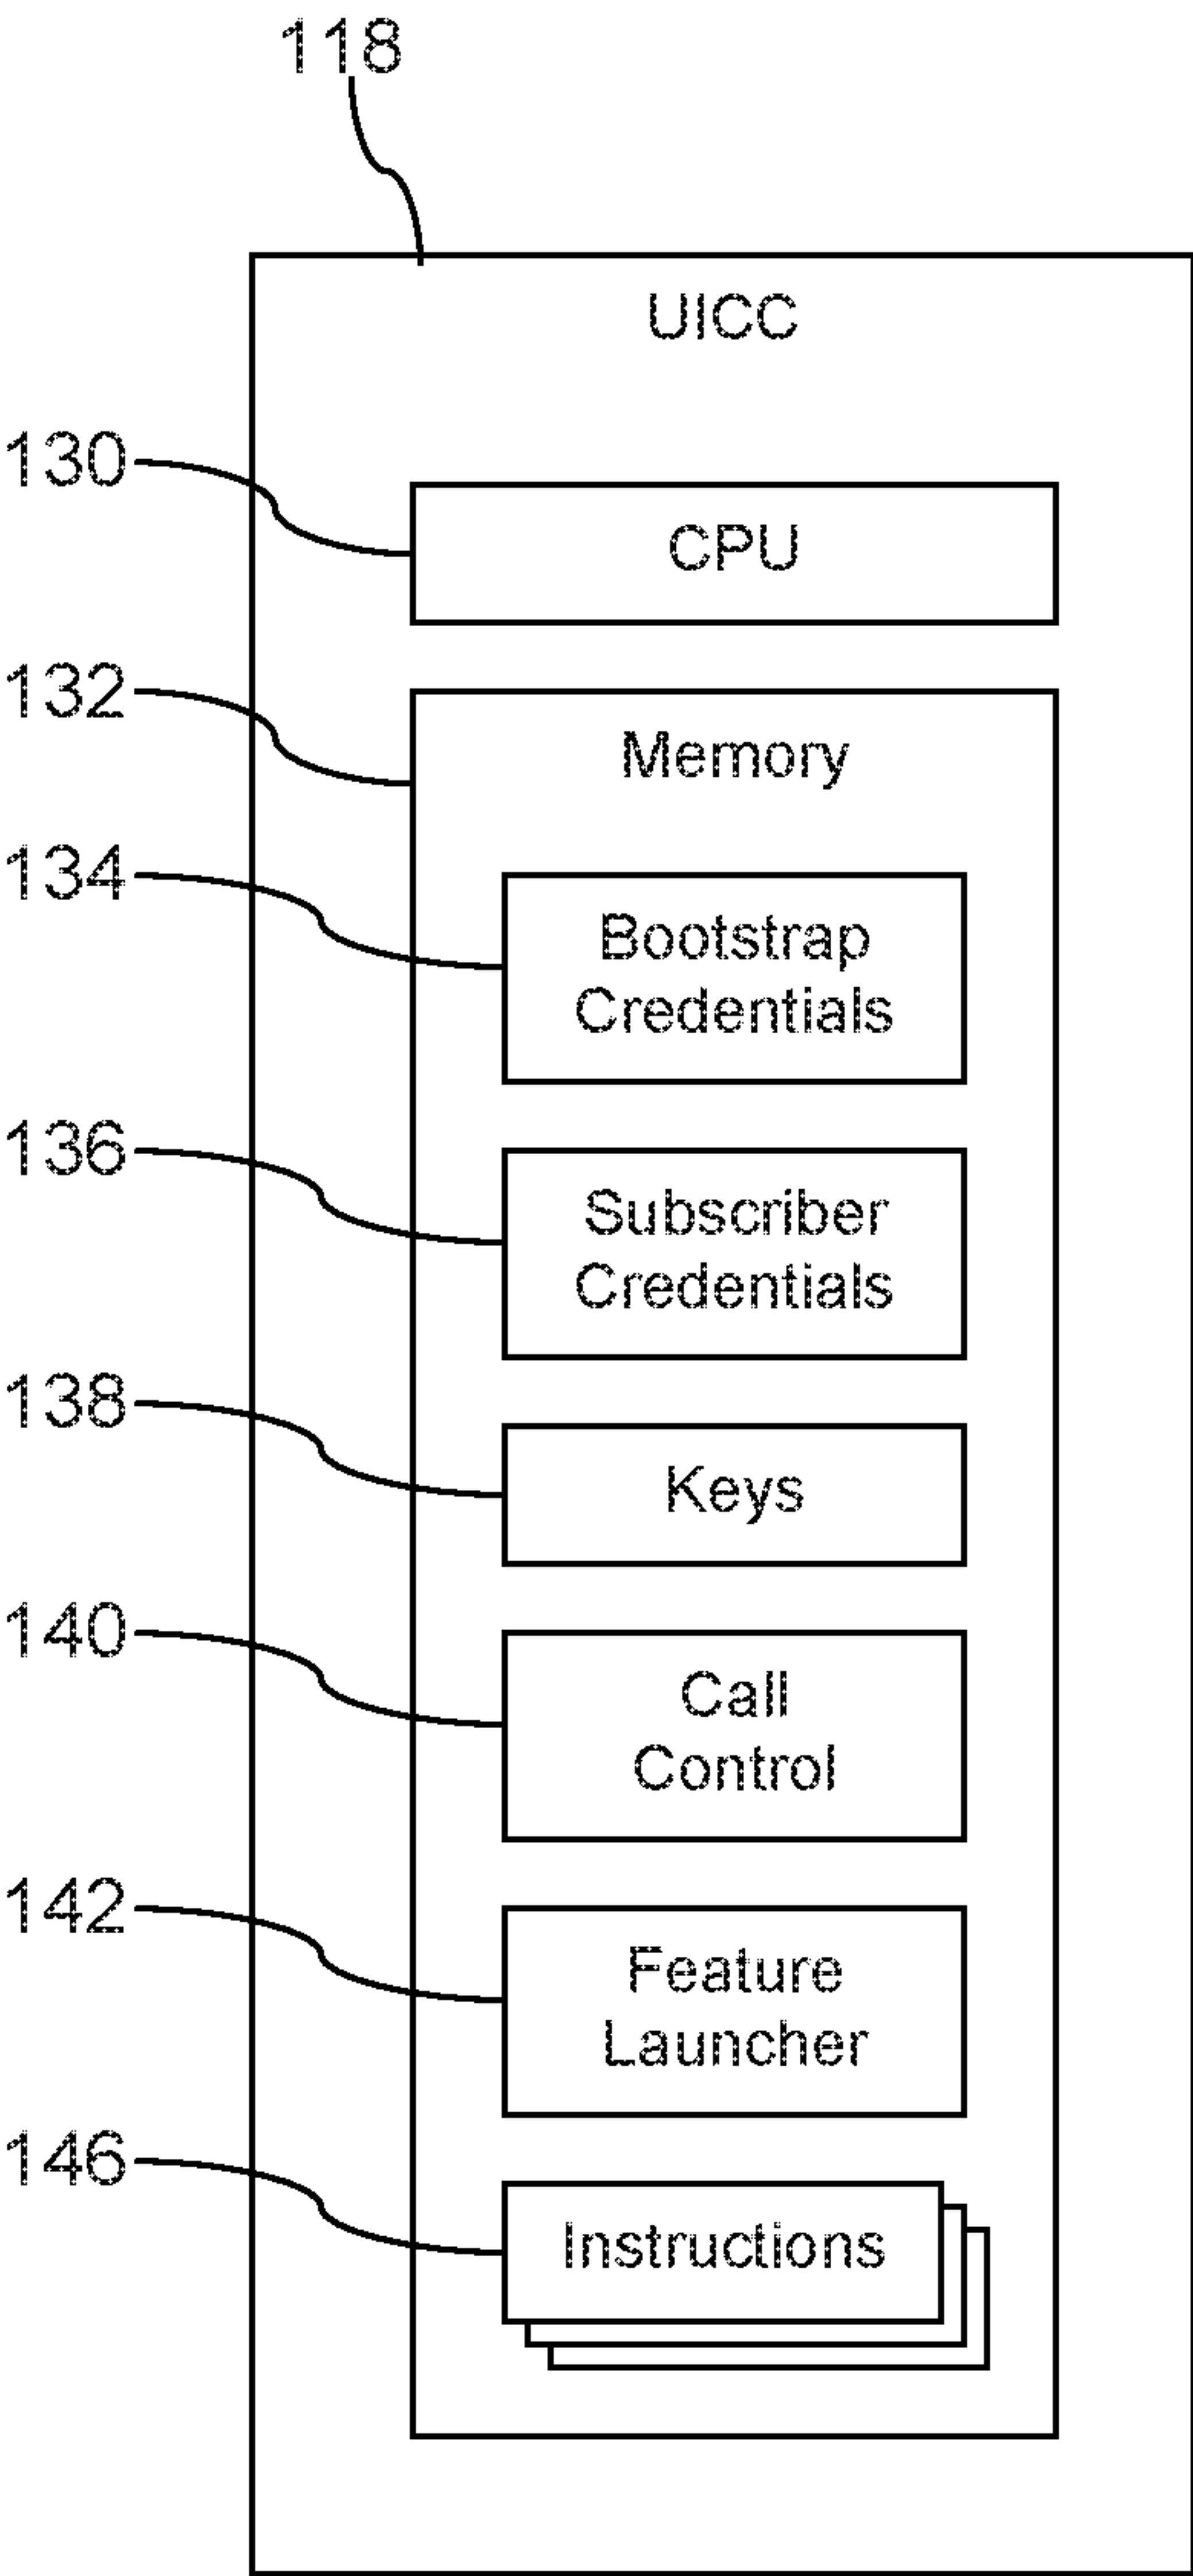 118
UICC
130
CPU
132
Memory
134
Bootstrap
Credentials
136
Subscriber
Credentials
138
Keys
140
Call
Control
142
Feature
Launcher
146
Instructions